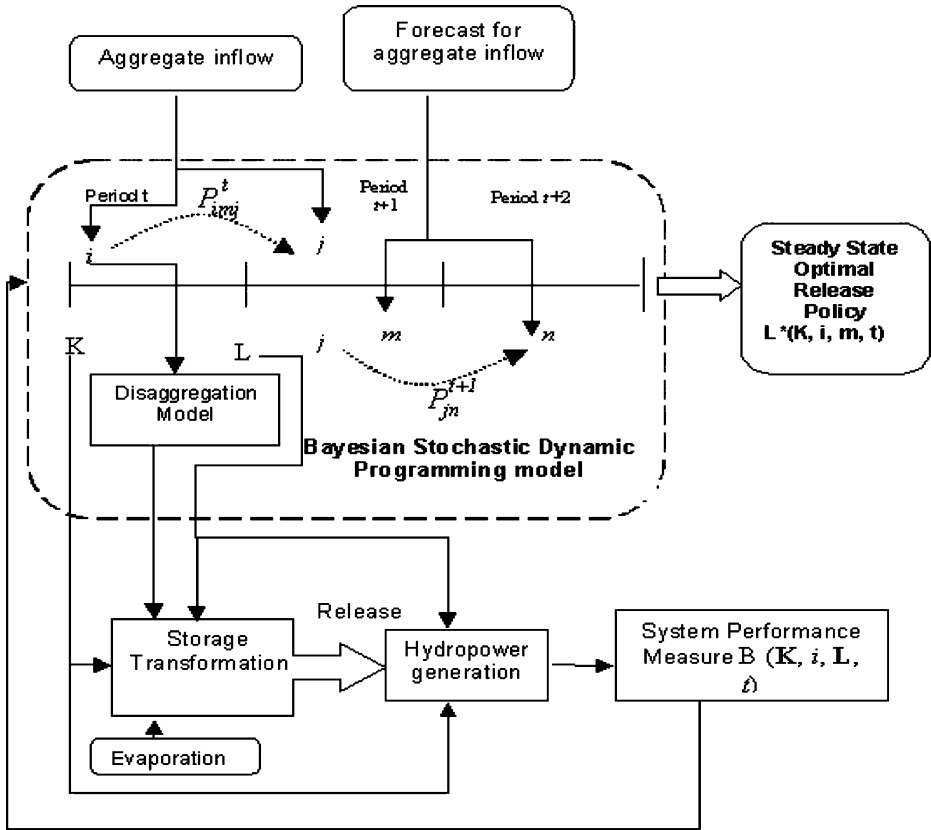 Aggregate inflow
Forecast for
aggregate inflow
Period t
P^t_imj
Period
t+1
Period t+2
i
j
Steady State
Optimal
Release
Policy
L*(K, i, m, t)
K
L
j
m
n
P^t+1_jn
Disaggregation
Model
Bayesian Stochastic Dynamic
Programming model
Release
Storage
Transformation
Hydropower
generation
System Performance
Measure B (K, i, L,
t)
Evaporation